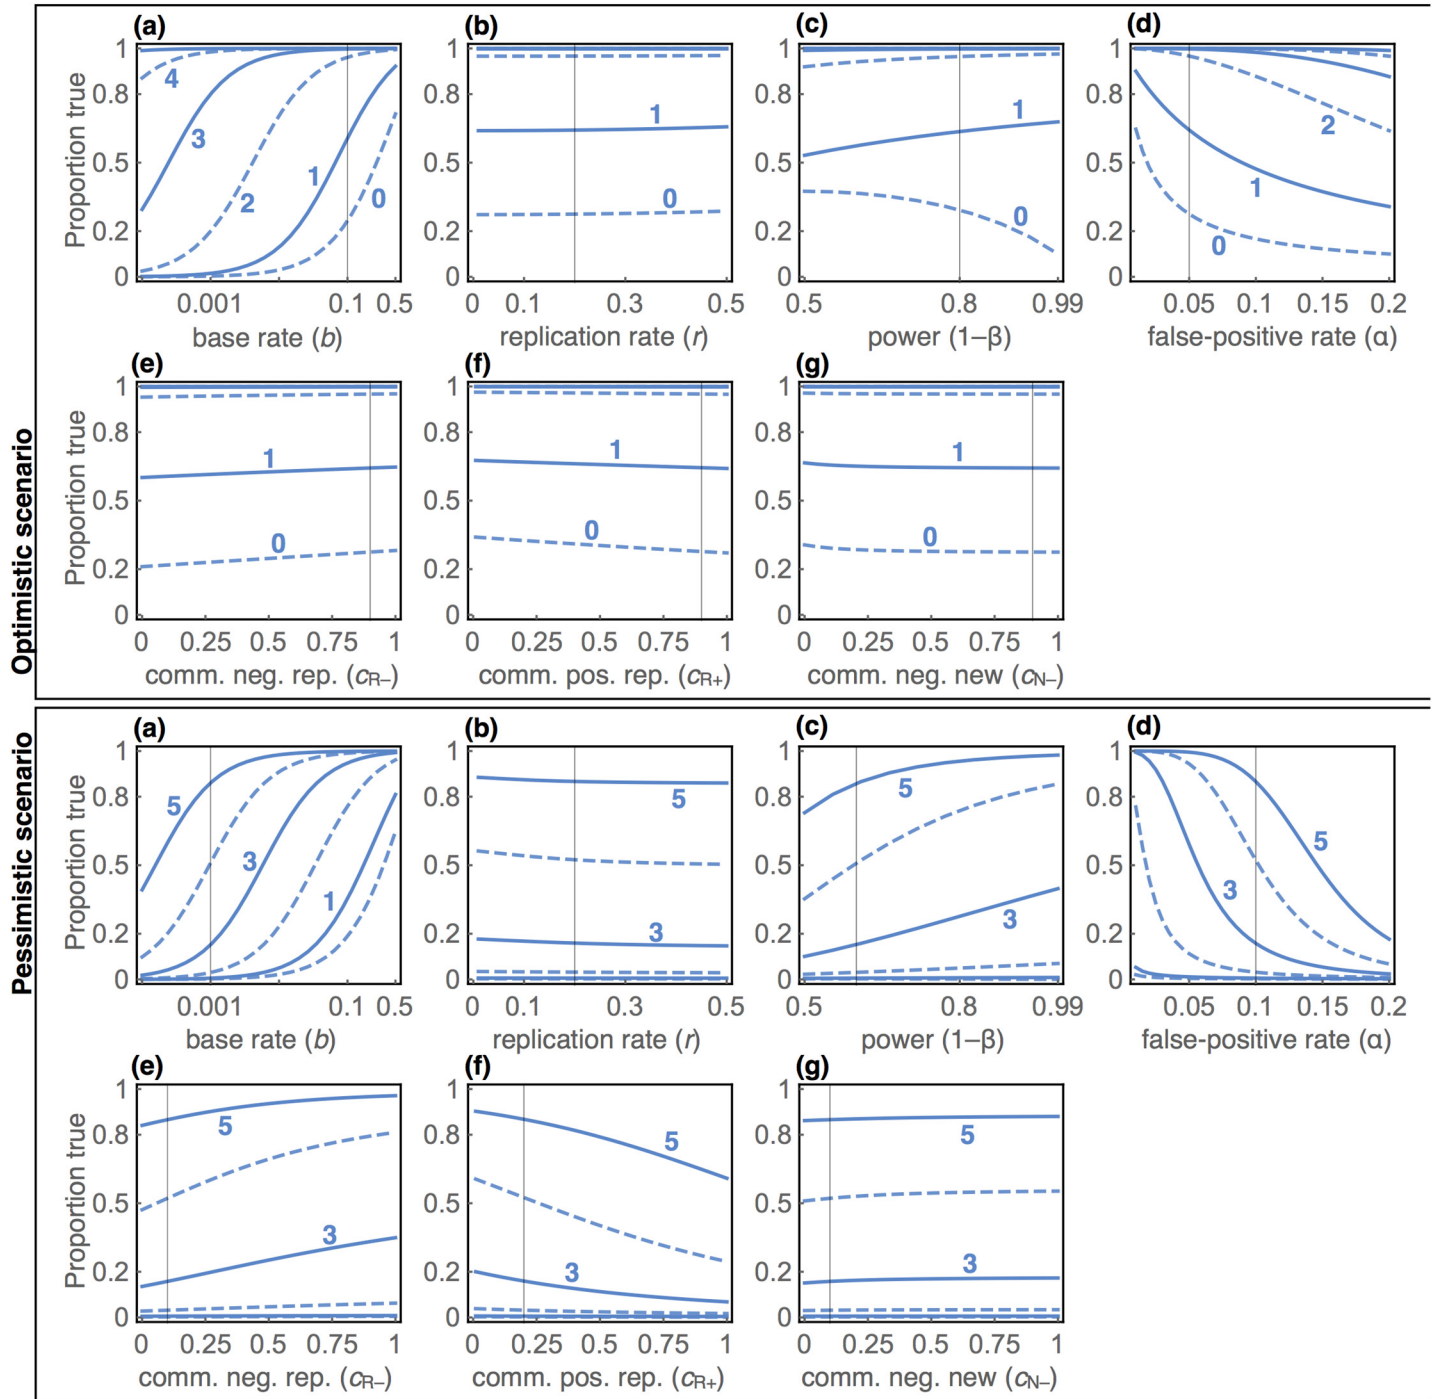 Optimistic scenario
(a) (b) (c) (d)
Proportion true
1 0.8 0.5 0.2 0
4 3 2 1 0
0.001 0.1 0.5
base rate (b)
1 0.8 0.5 0.2 0
1 0
0 0.1 0.3 0.5
replication rate (r)
1 0.8 0.5 0.2 0
1 0
0.5 0.8 0.99
power (1–β)
1 0.8 0.5 0.2 0
2 1 0
0.05 0.1 0.15 0.2
false-positive rate (α)
(e) (f) (g)
Proportion true
1 0.8 0.5 0.2 0
1 0
0 0.25 0.5 0.75 1
comm. neg. rep. (cR–)
1 0.8 0.5 0.2 0
1 0
0 0.25 0.5 0.75 1
comm. pos. rep. (cR+)
1 0.8 0.5 0.2 0
1 0
0 0.25 0.5 0.75 1
comm. neg. new (cN–)
Pessimistic scenario
(a) (b) (c) (d)
Proportion true
1 0.8 0.5 0.2 0
5 3 1
0.001 0.1 0.5
base rate (b)
1 0.8 0.5 0.2 0
5 3
0 0.1 0.3 0.5
replication rate (r)
1 0.8 0.5 0.2 0
5 3
0.5 0.8 0.99
power (1–β)
1 0.8 0.5 0.2 0
5 3
0.05 0.1 0.15 0.2
false-positive rate (α)
(e) (f) (g)
Proportion true
1 0.8 0.5 0.2 0
5 3
0 0.25 0.5 0.75 1
comm. neg. rep. (cR–)
1 0.8 0.5 0.2 0
5 3
0 0.25 0.5 0.75 1
comm. pos. rep. (cR+)
1 0.8 0.5 0.2 0
5 3
0 0.25 0.5 0.75 1
comm. neg. new (cN–)